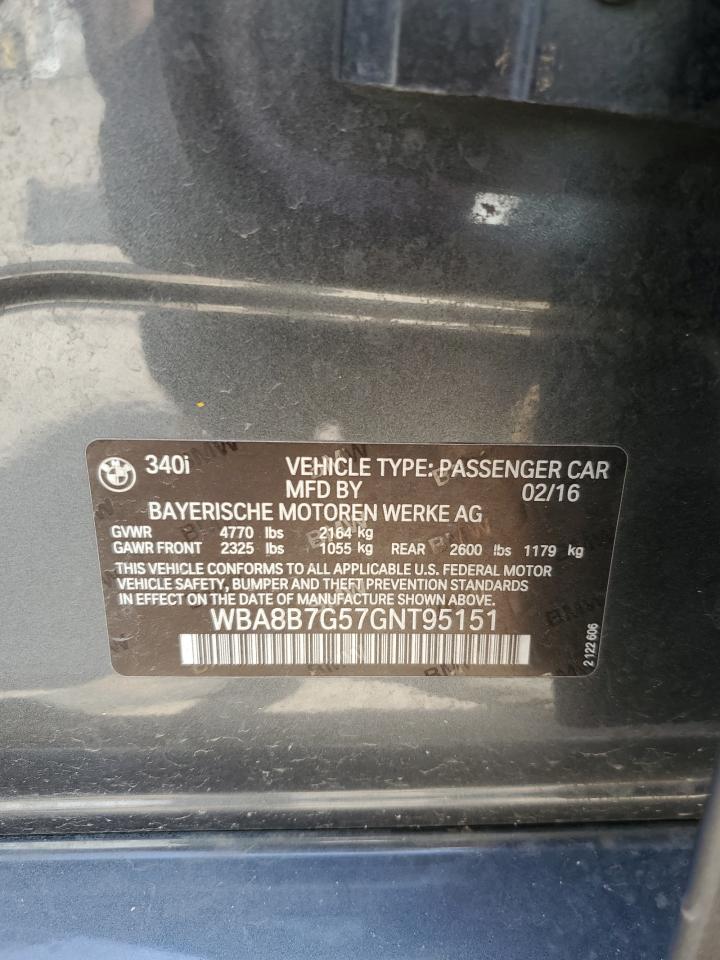 340i VEHICLE TYPE: PASSENGER CAR
MFD BY 02/16
BAYERISCHE MOTOREN WERKE AG
GVWR 4770 lbs 2164 kg
GAWR FRONT 2325 lbs 1055 kg REAR 2600 lbs 1179 kg
THIS VEHICLE CONFORMS TO ALL APPLICABLE U.S. FEDERAL MOTOR
VEHICLE SAFETY, BUMPER AND THEFT PREVENTION STANDARDS
IN EFFECT ON THE DATE OF MANUFACTURE SHOWN ABOVE.
WBA8B7G57GNT95151
2 122 606